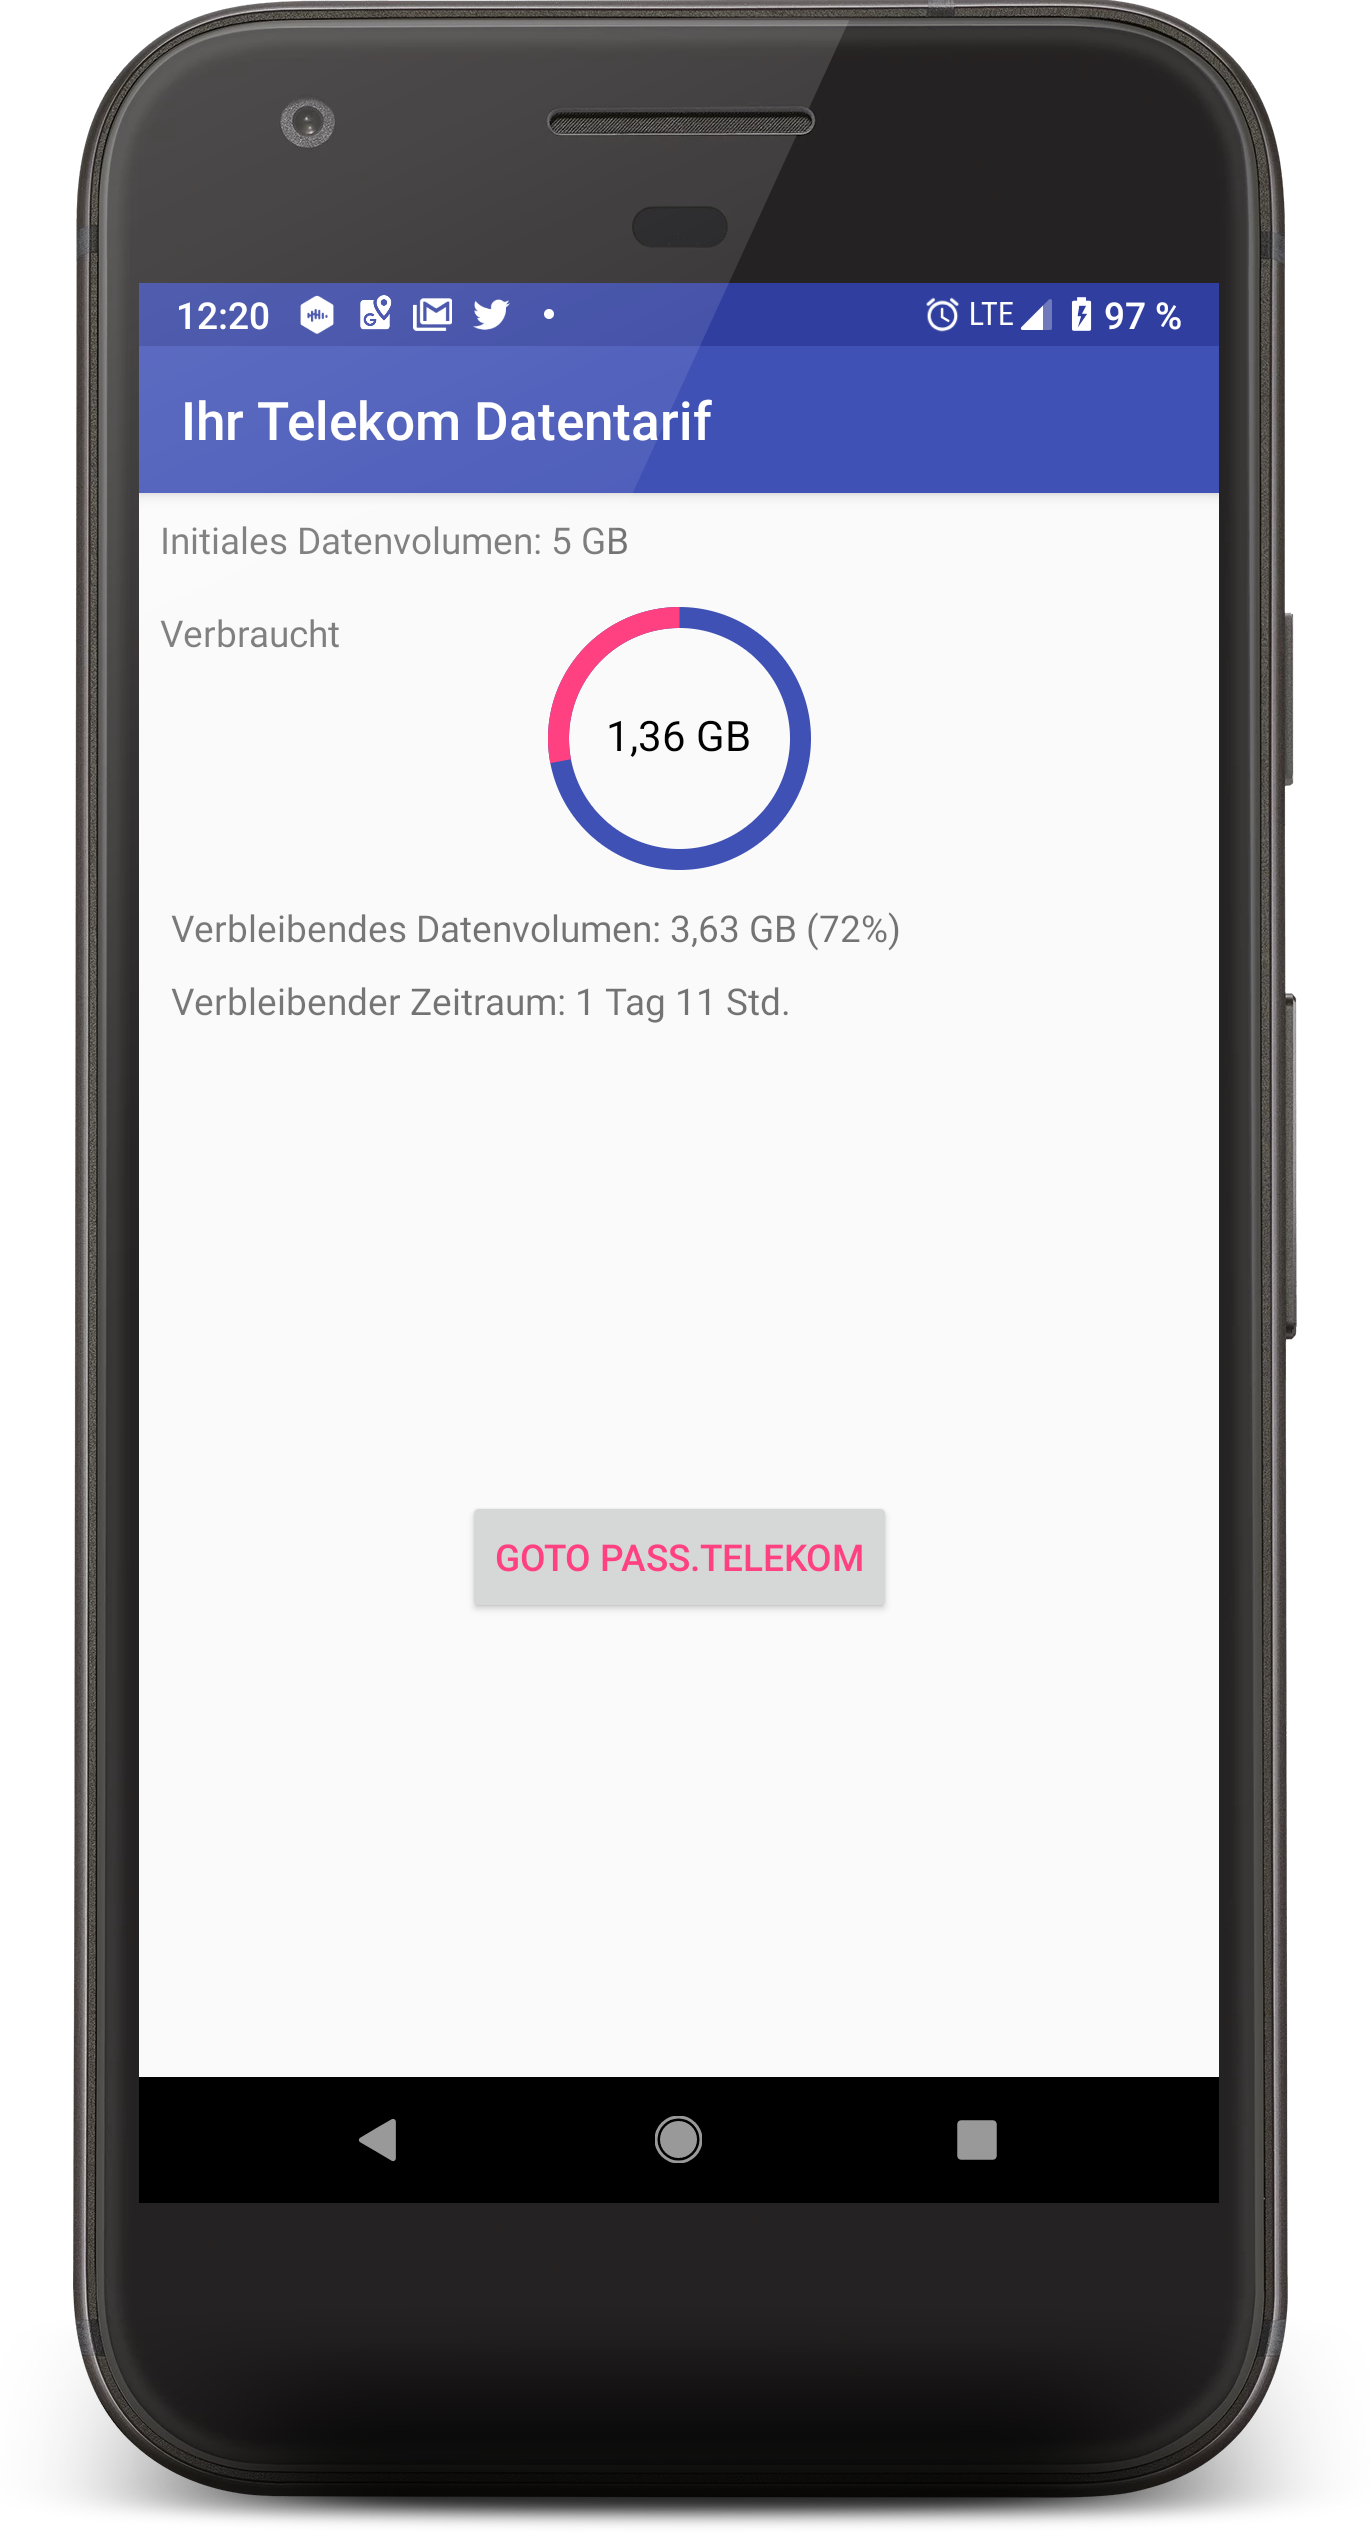 12:20 LTE 97 %
Ihr Telekom Datentarif
Initiales Datenvolumen: 5 GB
Verbraucht
1,36 GB
Verbleibendes Datenvolumen: 3,63 GB (72%)
Verbleibender Zeitraum: 1 Tag 11 Std.
GOTO PASS.TELEKOM